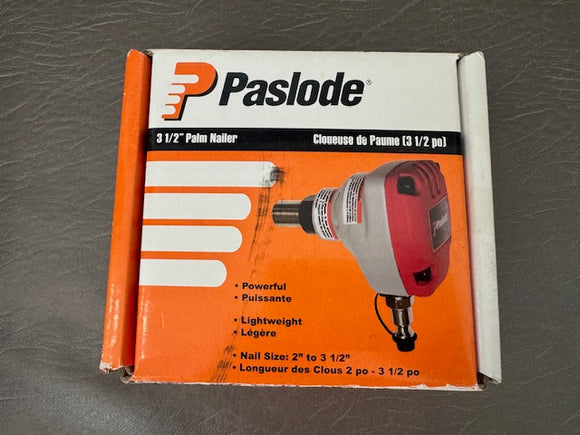 Paslode®
3 1/2" Palm Nailer Cloueuse de Paume (3 1/2 po)
Paslode
• Powerful
• Puissante
• Lightweight
• Légère
• Nail Size: 2" to 3 1/2"
• Longueur des Clous 2 po - 3 1/2 po